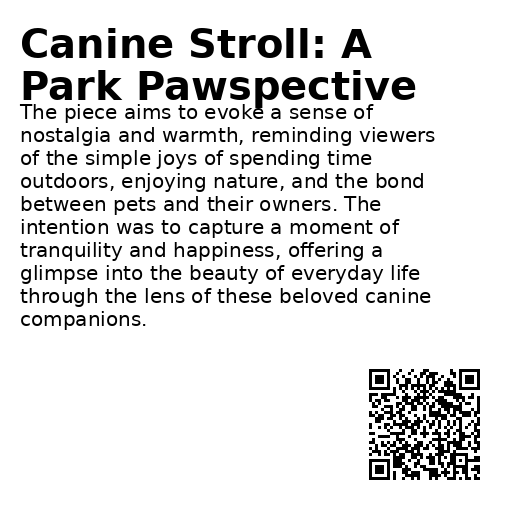 Canine Stroll: A
Park Pawspective
The piece aims to evoke a sense of
nostalgia and warmth, reminding viewers
of the simple joys of spending time
outdoors, enjoying nature, and the bond
between pets and their owners. The
intention was to capture a moment of
tranquility and happiness, offering a
glimpse into the beauty of everyday life
through the lens of these beloved canine
companions.